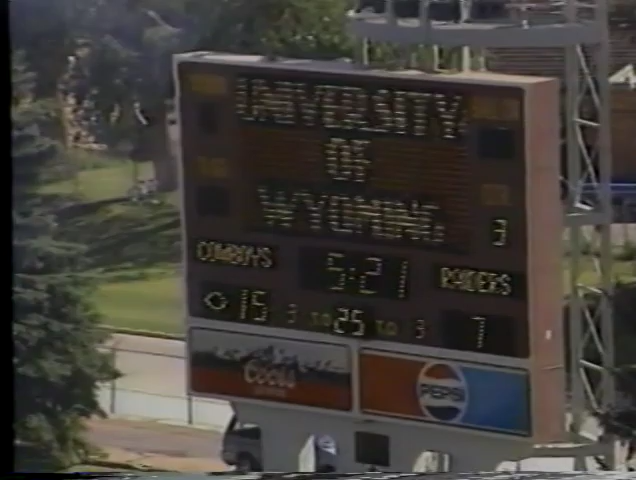 UNIVERSITY
OF
WYOMING
3
COWBOYS 5:21 RAIDERS
15 3 TO 25 TO 3 7
Coors PEPSI